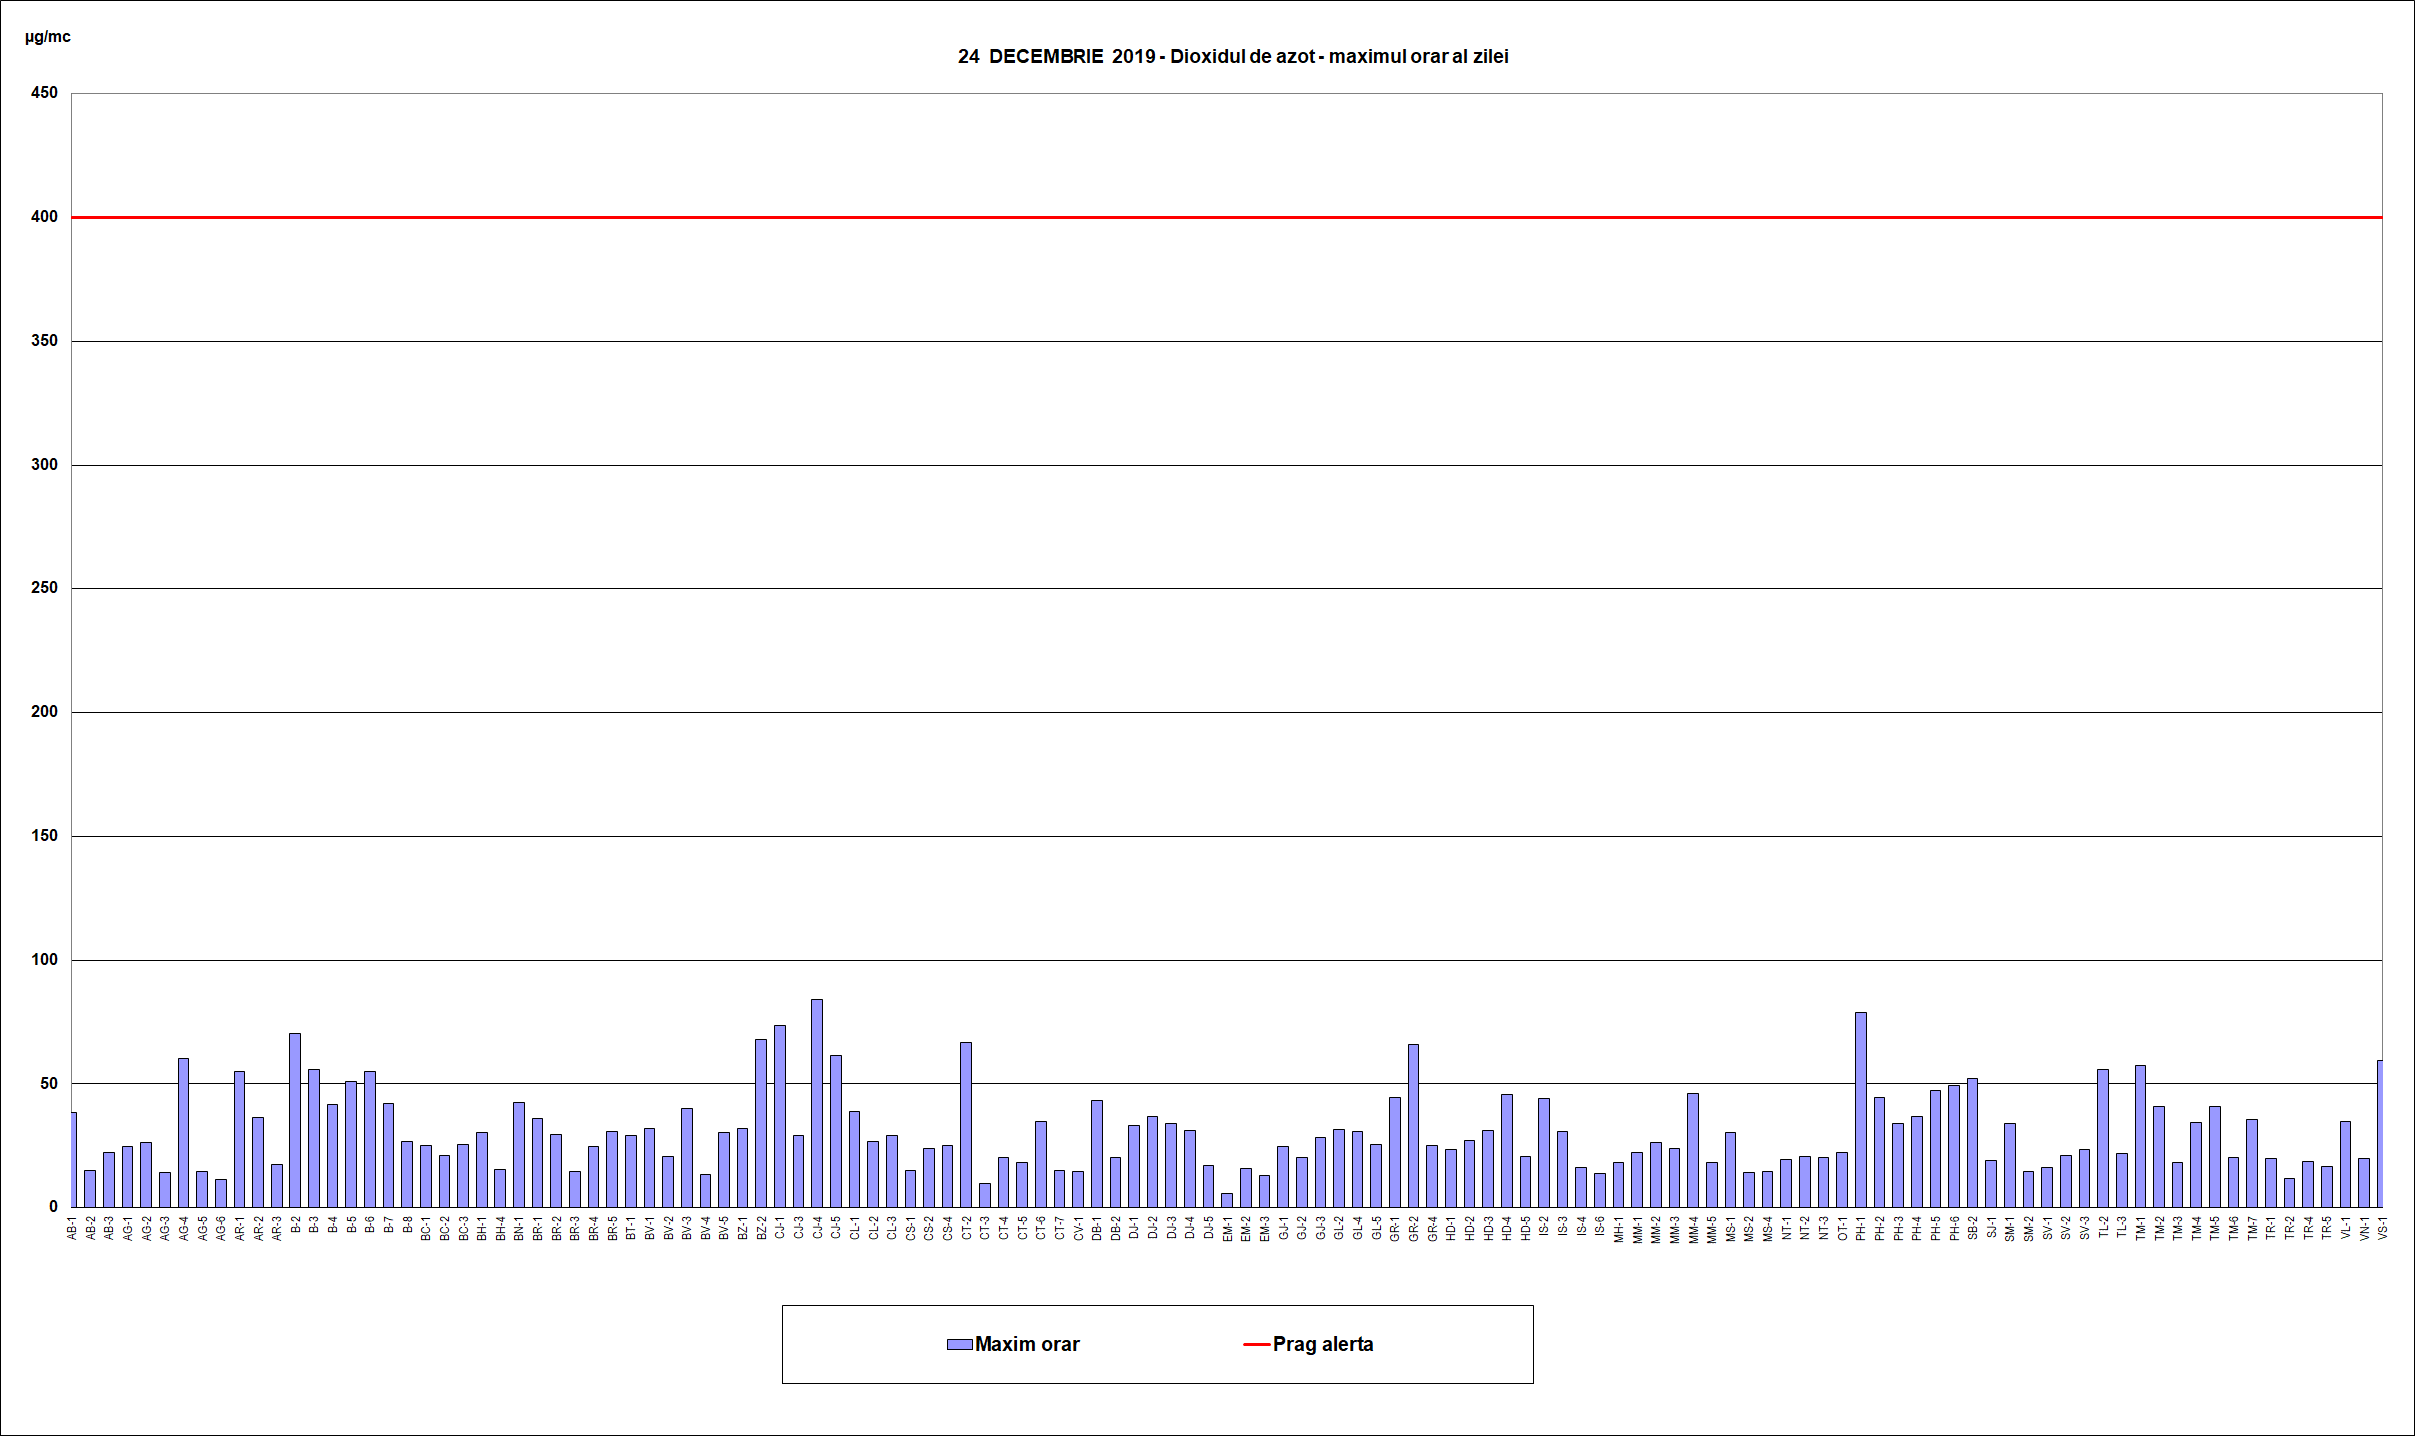 µg/mc
24 DECEMBRIE 2019 - Dioxidul de azot - maximul orar al zilei
450
400
350
300
250
200
150
100
50
0
AB-1 AB-2 AB-3 AG-1 AG-2 AG-3 AG-4 AG-5 AG-6 AR-1 AR-2 AR-3 B-2 B-3 B-4 B-5 B-6 B-7 B-8 BC-1 BC-2 BC-3 BH-1 BH-4 BN-1 BR-1 BR-2 BR-3 BR-4 BR-5 BT-1 BV-1 BV-2 BV-3 BV-4 BV-5 BZ-1 BZ-2 CJ-1 CJ-3 CJ-4 CJ-5 CL-1 CL-2 CL-3 CS-1 CS-2 CS-4 CT-2 CT-3 CT-4 CT-5 CT-6 CT-7 CV-1 DB-1 DB-2 DJ-1 DJ-2 DJ-3 DJ-4 DJ-5 EM-1 EM-2 EM-3 GJ-1 GJ-2 GJ-3 GL-2 GL-4 GL-5 GR-1 GR-2 GR-4 HD-1 HD-2 HD-3 HD-4 HD-5 IS-2 IS-3 IS-4 IS-6 MH-1 MM-1 MM-2 MM-3 MM-4 MM-5 MS-1 MS-2 MS-4 NT-1 NT-2 NT-3 OT-1 PH-1 PH-2 PH-3 PH-4 PH-5 PH-6 SB-2 SJ-1 SM-1 SM-2 SV-1 SV-2 SV-3 TL-2 TL-3 TM-1 TM-2 TM-3 TM-4 TM-5 TM-6 TM-7 TR-1 TR-2 TR-4 TR-5 VL-1 VN-1 VS-1
Maxim orar Prag alerta